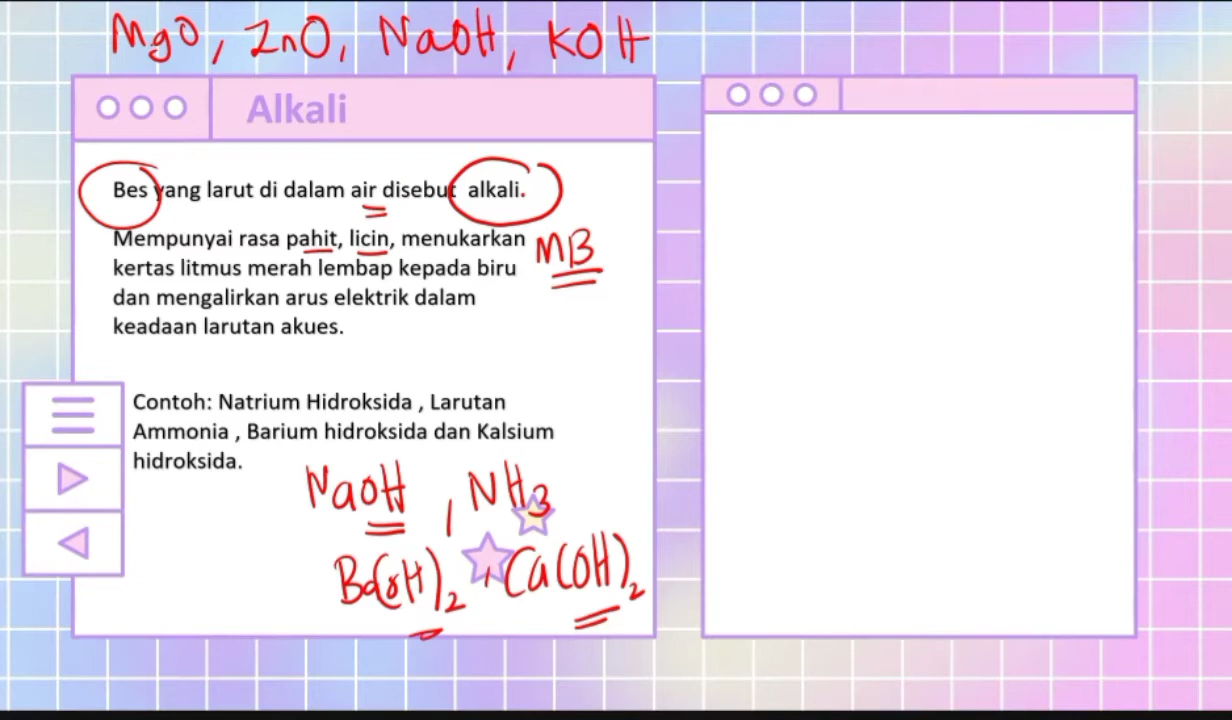 MgO, ZnO, NaOH, KOH
Alkali
Bes yang larut di dalam air disebut alkali.
Mempunyai rasa pahit, licin, menukarkan
MB
kertas litmus merah lembap kepada biru
dan mengalirkan arus elektrik dalam
keadaan larutan akues.
Contoh: Natrium Hidroksida , Larutan
Ammonia , Barium hidroksida dan Kalsium
hidroksida.
NaOH , NH3
Ba(OH)2 , Ca(OH)2